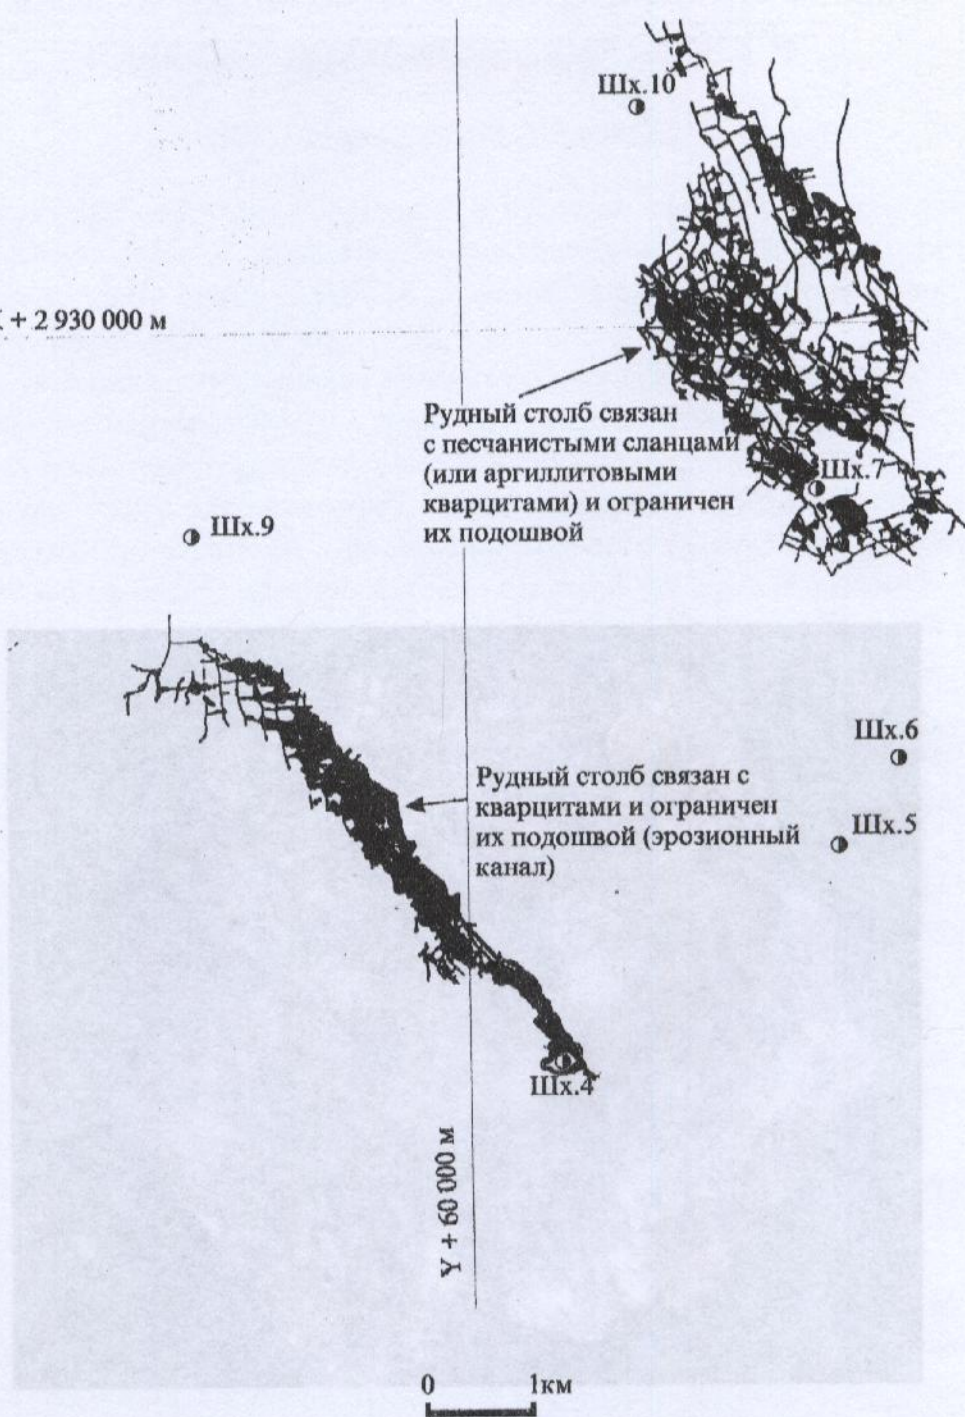 Шх.10
X + 2 930 000 м
Рудный столб связан
с песчанистыми сланцами
(или аргиллитовыми
кварцитами) и ограничен
их подошвой
Шх.7
Шх.9
Шх.6
Рудный столб связан с
кварцитами и ограничен
их подошвой (эрозионный
канал)
Шх.5
Шх.4
Y + 60 000 м
0 1км